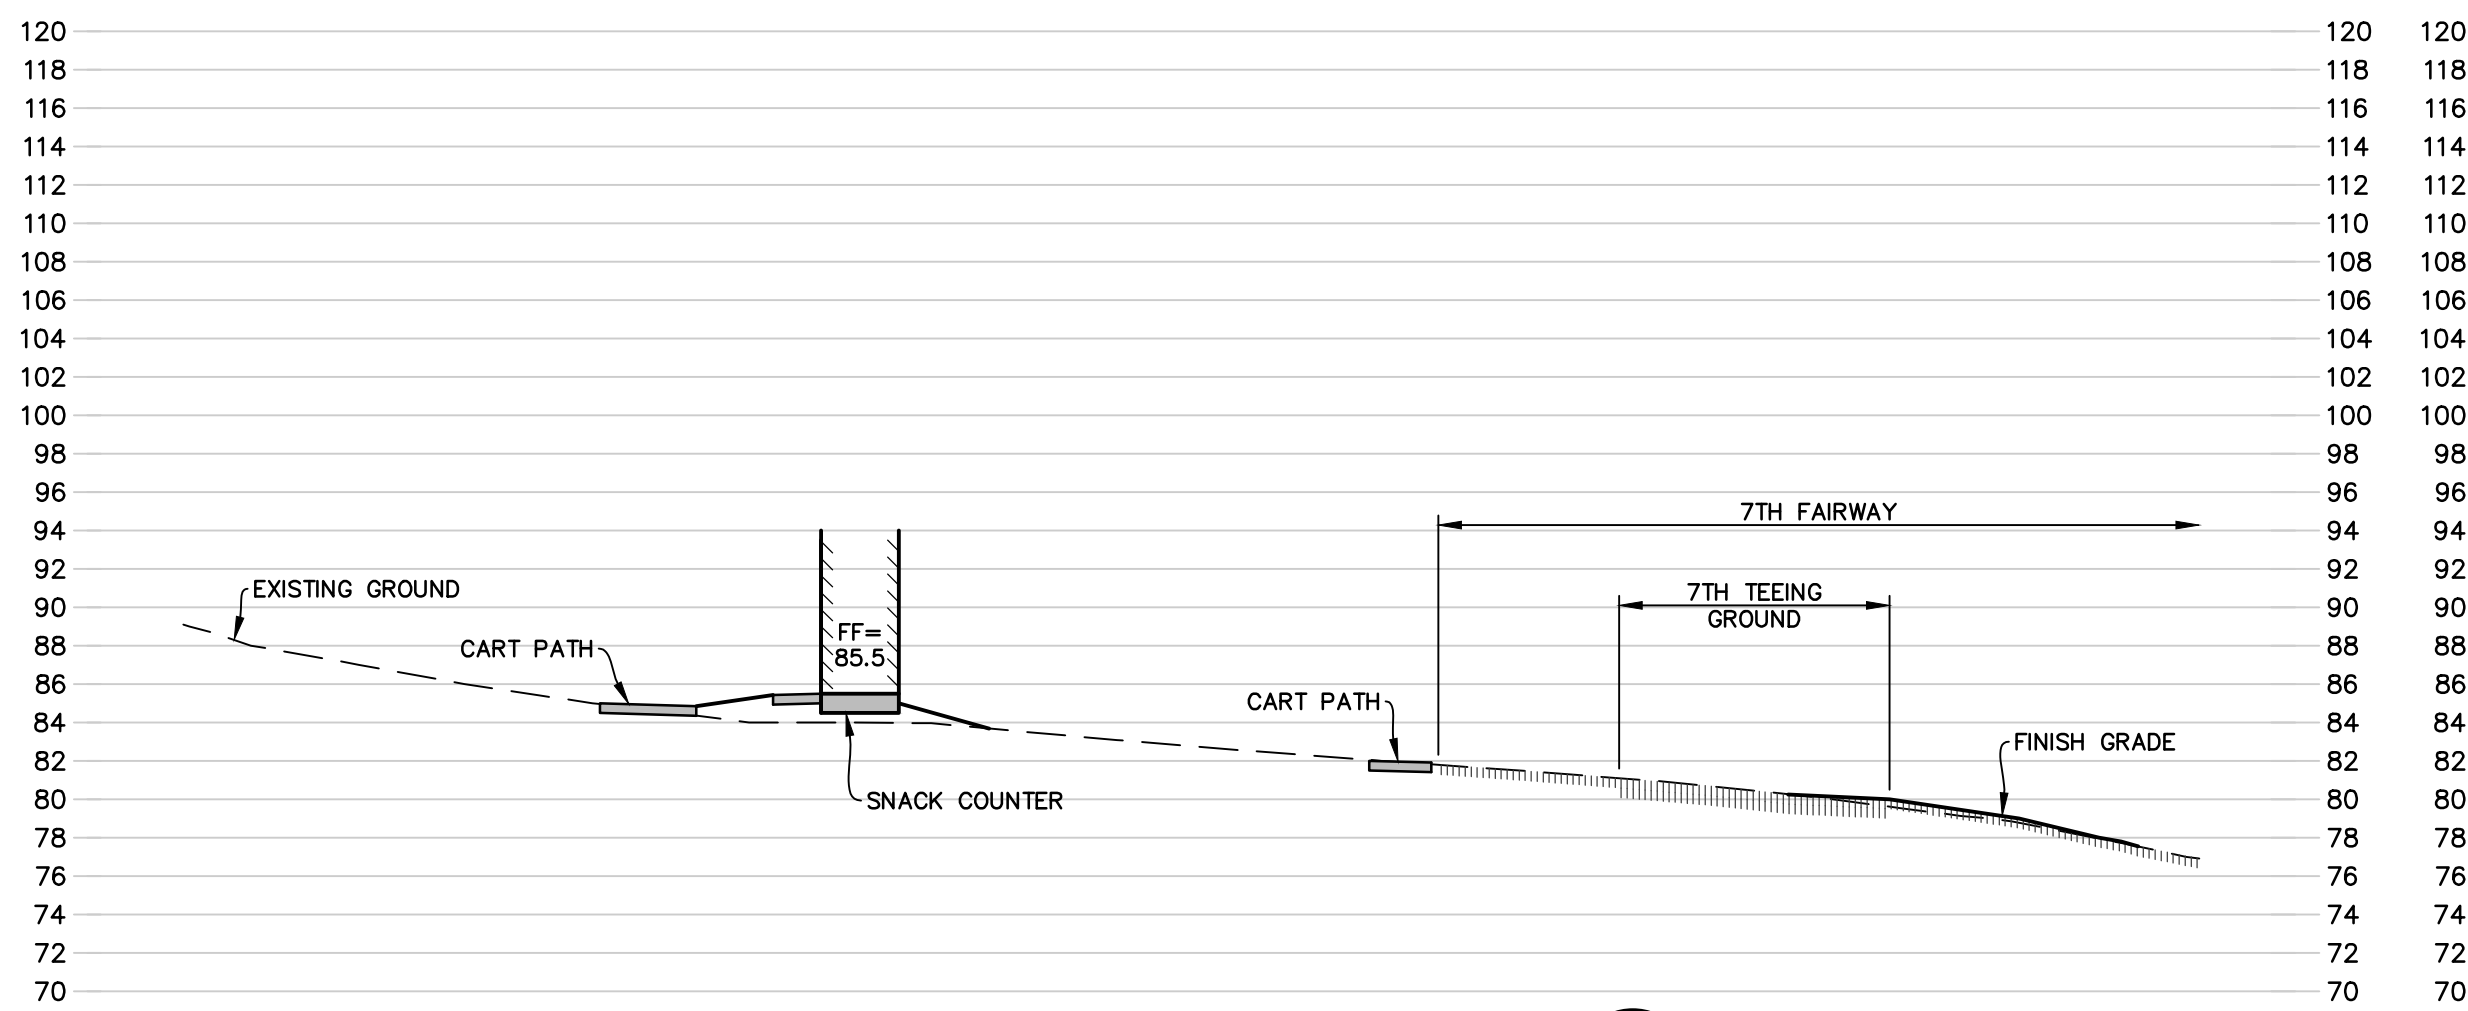 120 120 120
118 118 118
116 116 116
114 114 114
112 112 112
110 110 110
108 108 108
106 106 106
104 104 104
102 102 102
100 100 100
98 98 98
96 96 96
7TH FAIRWAY
94 94 94
92 92 92
EXISTING GROUND
7TH TEEING
90 90 90
GROUND
FF=
88 88 88
CART PATH
85.5
86 86 86
CART PATH
84 84 84
FINISH GRADE
82 82 82
80 80 80
SNACK COUNTER
78 78 78
76 76 76
74 74 74
72 72 72
70 70 70